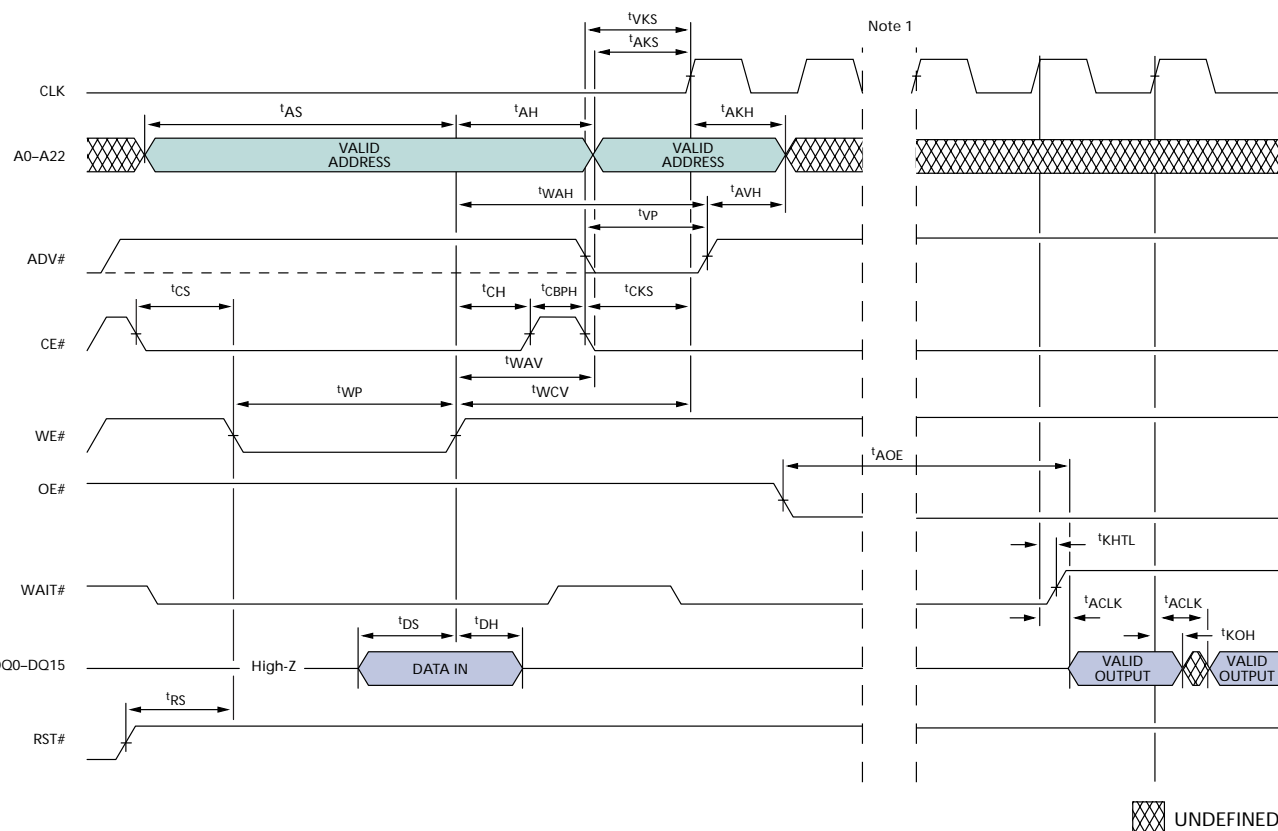 tVKS
Note 1
tAKS
CLK
tAS
tAH
tAKH
A0–A22
VALID
ADDRESS
VALID
ADDRESS
tWAH
tAVH
tVP
ADV#
tCS
tCH
tCBPH
tCKS
CE#
tWAV
tWP
tWCV
WE#
tAOE
OE#
tKHTL
WAIT#
tACLK
tACLK
tDS
tDH
tKOH
DQ0–DQ15
High-Z
DATA IN
VALID
OUTPUT
VALID
OUTPUT
tRS
RST#
UNDEFINED